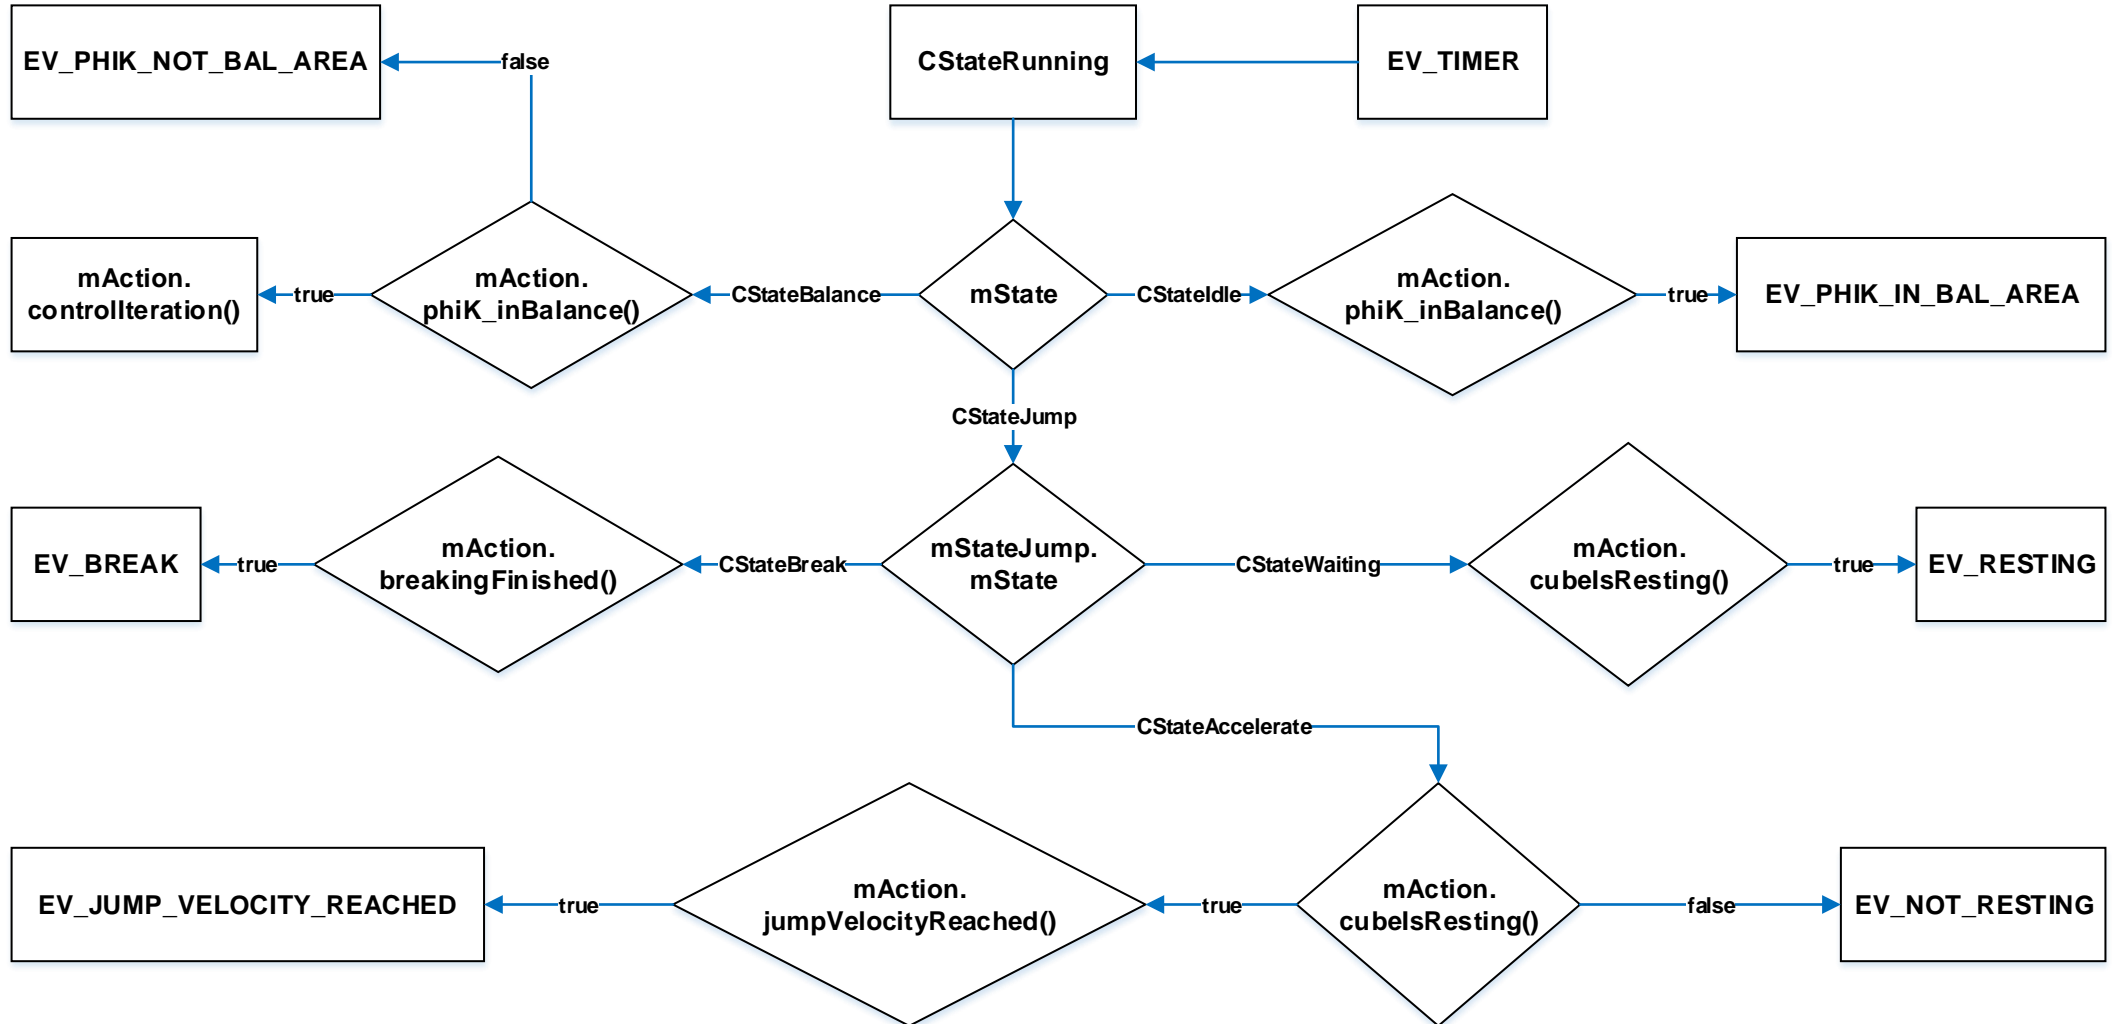 EV_PHIK_NOT_BAL_AREA
false
CStateRunning
EV_TIMER
mAction.
controlIteration()
true
mAction.
phiK_inBalance()
CStateBalance
mState
CStateIdle
mAction.
phiK_inBalance()
true
EV_PHIK_IN_BAL_AREA
CStateJump
EV_BREAK
true
mAction.
breakingFinished()
CStateBreak
mStateJump.
mState
CStateWaiting
mAction.
cubeIsResting()
true
EV_RESTING
CStateAccelerate
EV_JUMP_VELOCITY_REACHED
true
mAction.
jumpVelocityReached()
true
mAction.
cubeIsResting()
false
EV_NOT_RESTING